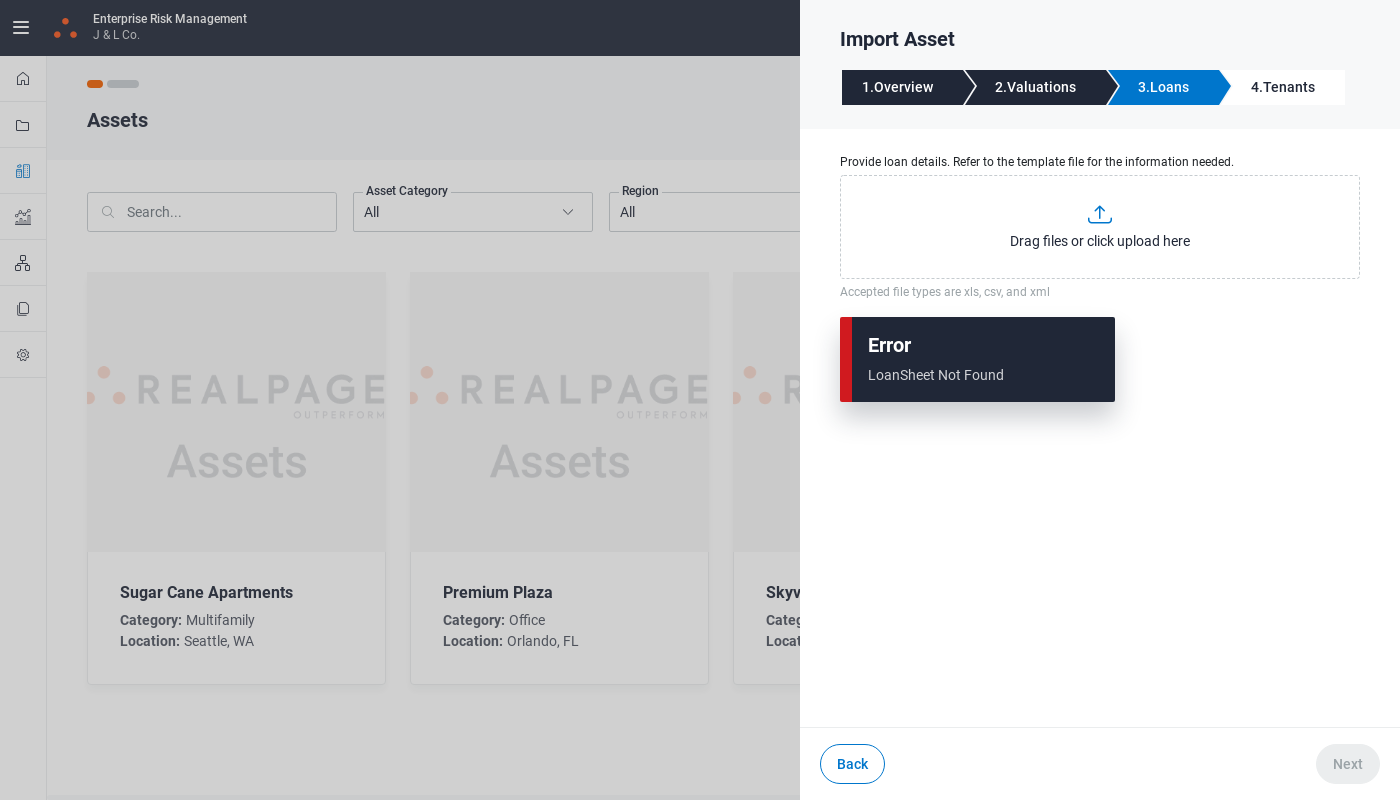 Enterprise Risk Management
J & L Co.
Assets
Search...
Asset Category
All
Region
All
REALPAGE
OUTPERFORM
Assets
REALPAGE
OUTPERFORM
Assets
Sugar Cane Apartments
Category: Multifamily
Location: Seattle, WA
Premium Plaza
Category: Office
Location: Orlando, FL
Import Asset
1.Overview
2.Valuations
3.Loans
4.Tenants
Provide loan details. Refer to the template file for the information needed.
Drag files or click upload here
Accepted file types are xls, csv, and xml
Error
LoanSheet Not Found
Back
Next